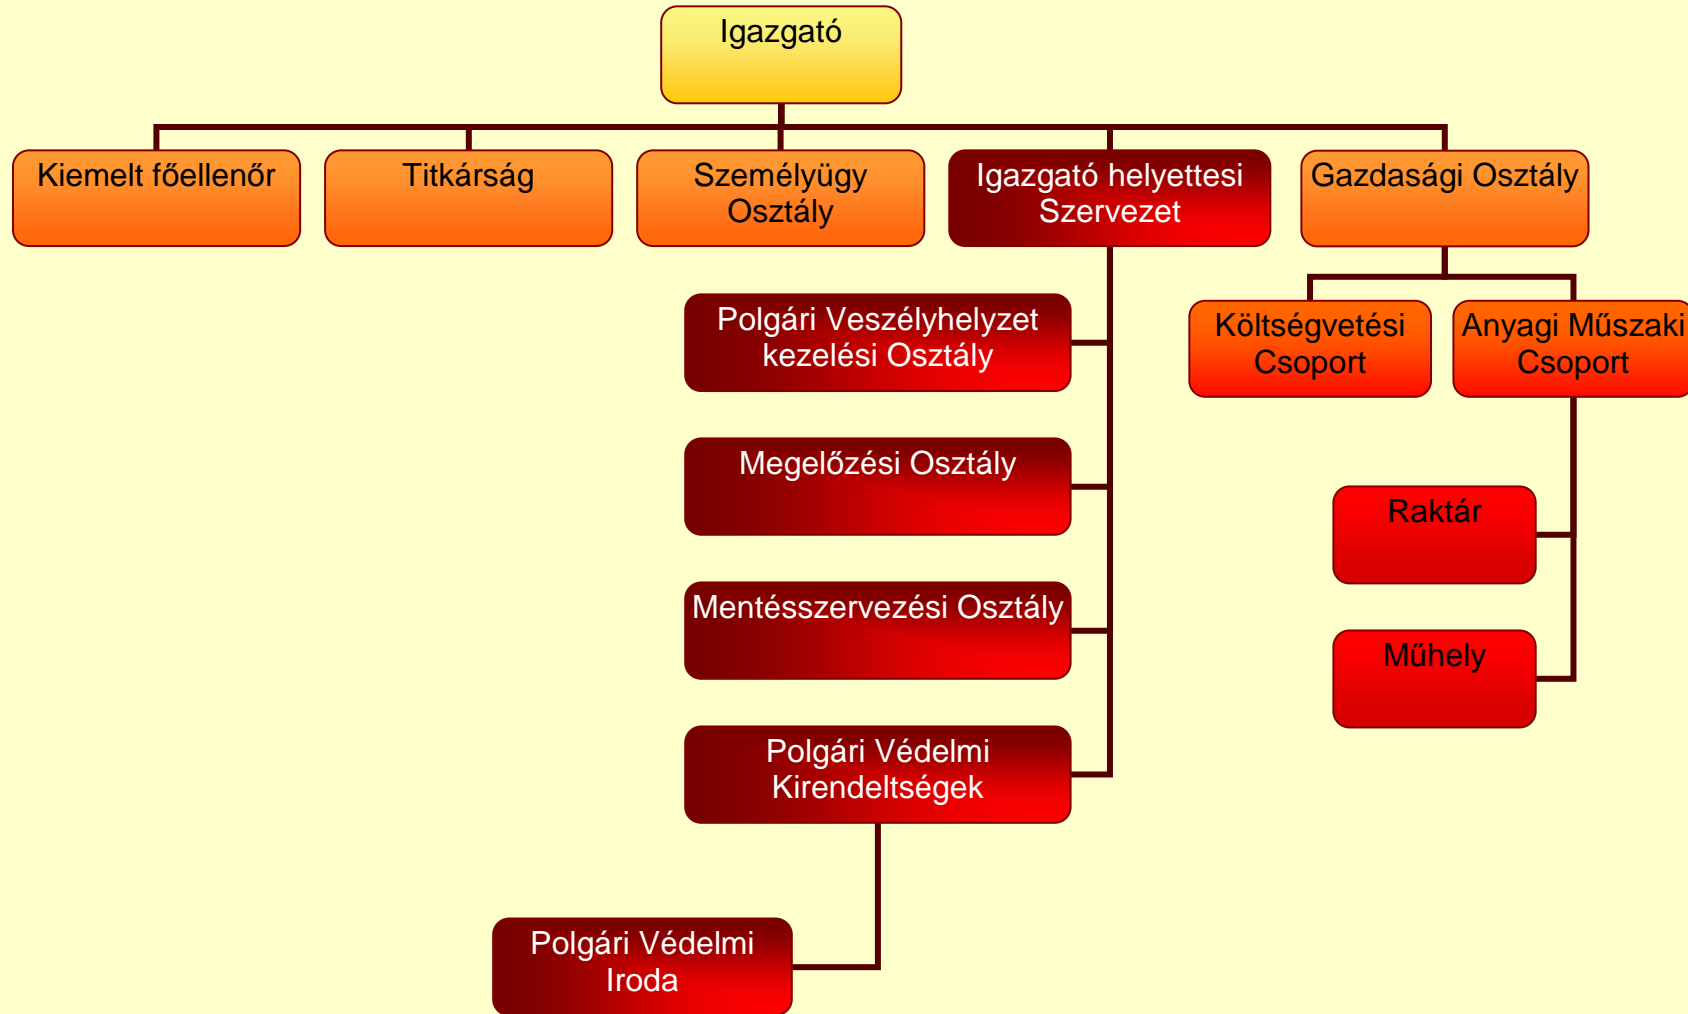 Igazgató
Kiemelt főellenőr
Titkárság
Személyügy
Osztály
Igazgató helyettesi
Szervezet
Gazdasági Osztály
Polgári Veszélyhelyzet
kezelési Osztály
Költségvetési
Csoport
Anyagi Műszaki
Csoport
Megelőzési Osztály
Raktár
Mentésszervezési Osztály
Műhely
Polgári Védelmi
Kirendeltségek
Polgári Védelmi
Iroda